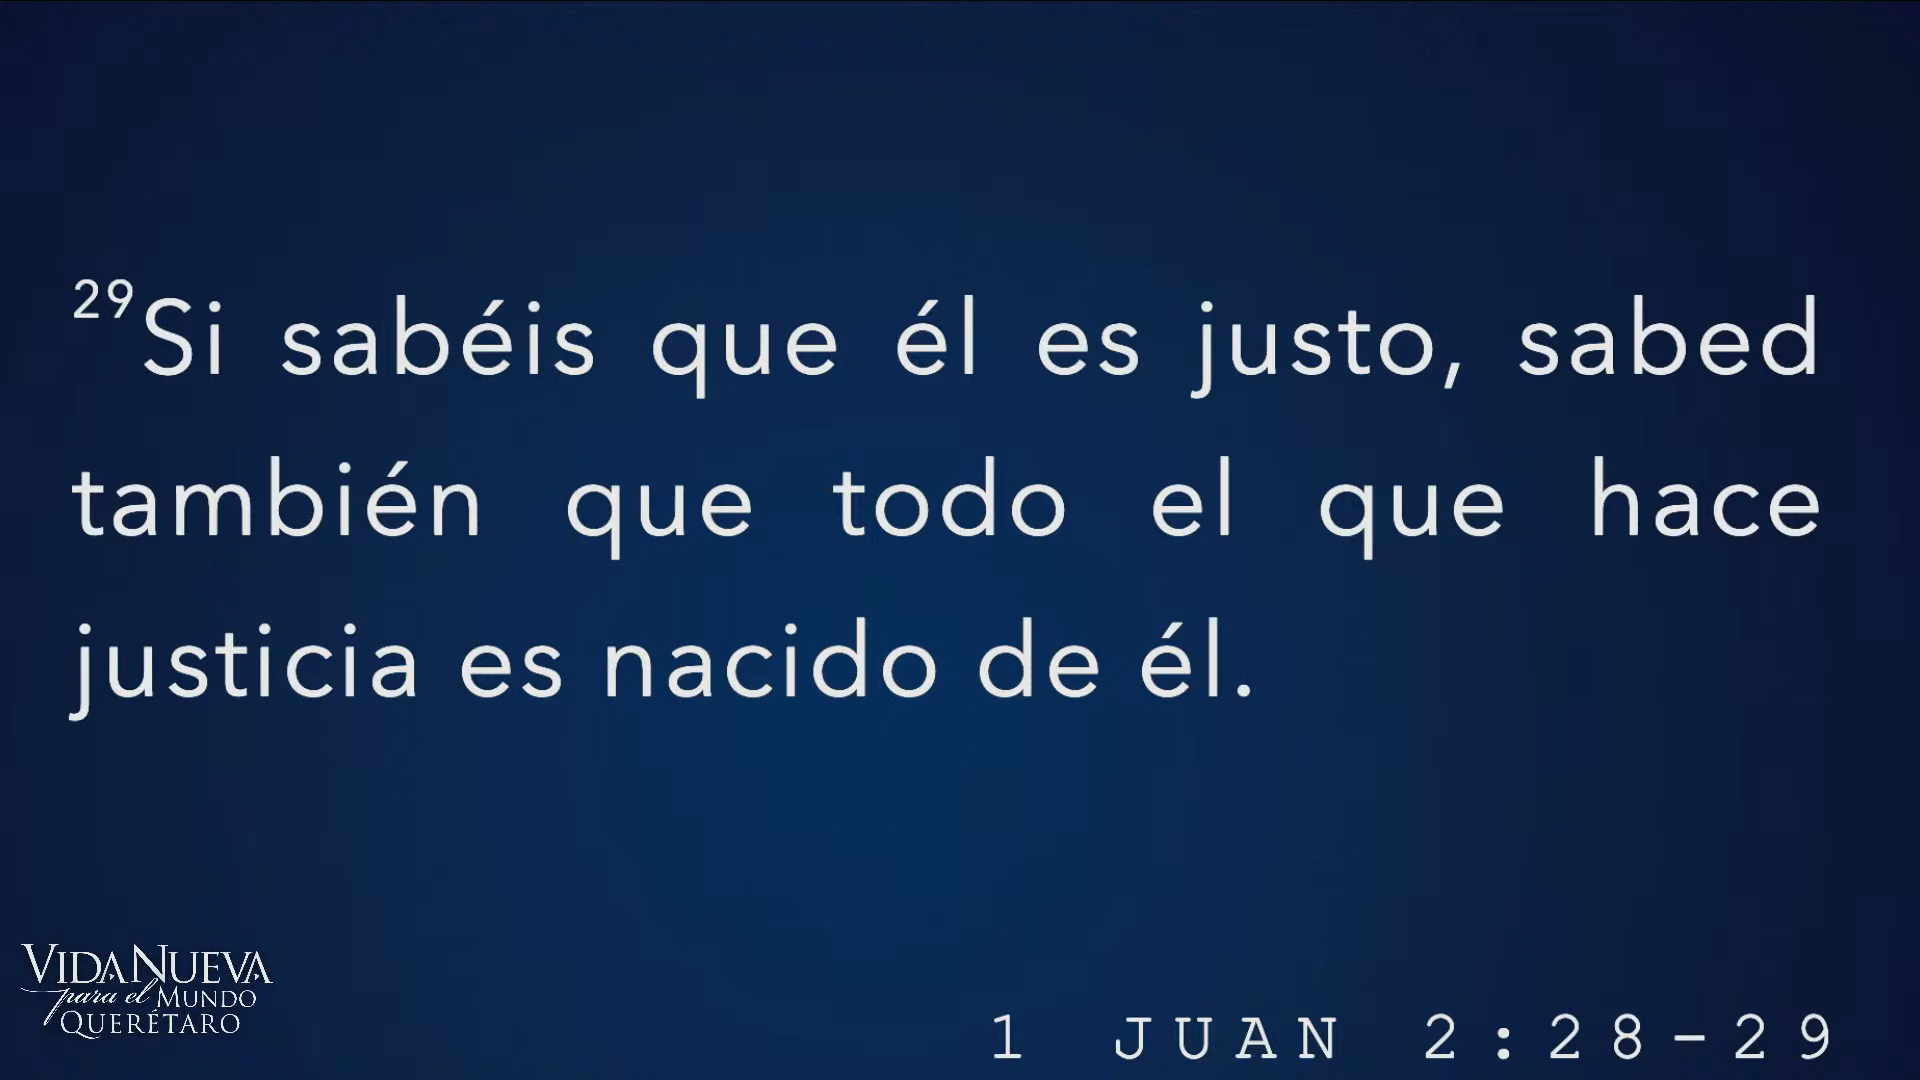 ²⁹Si sabéis que él es justo, sabed
también que todo el que hace
justicia es nacido de él.
VIDA NUEVA
para el MUNDO
QUERÉTARO
1 JUAN 2:28-29